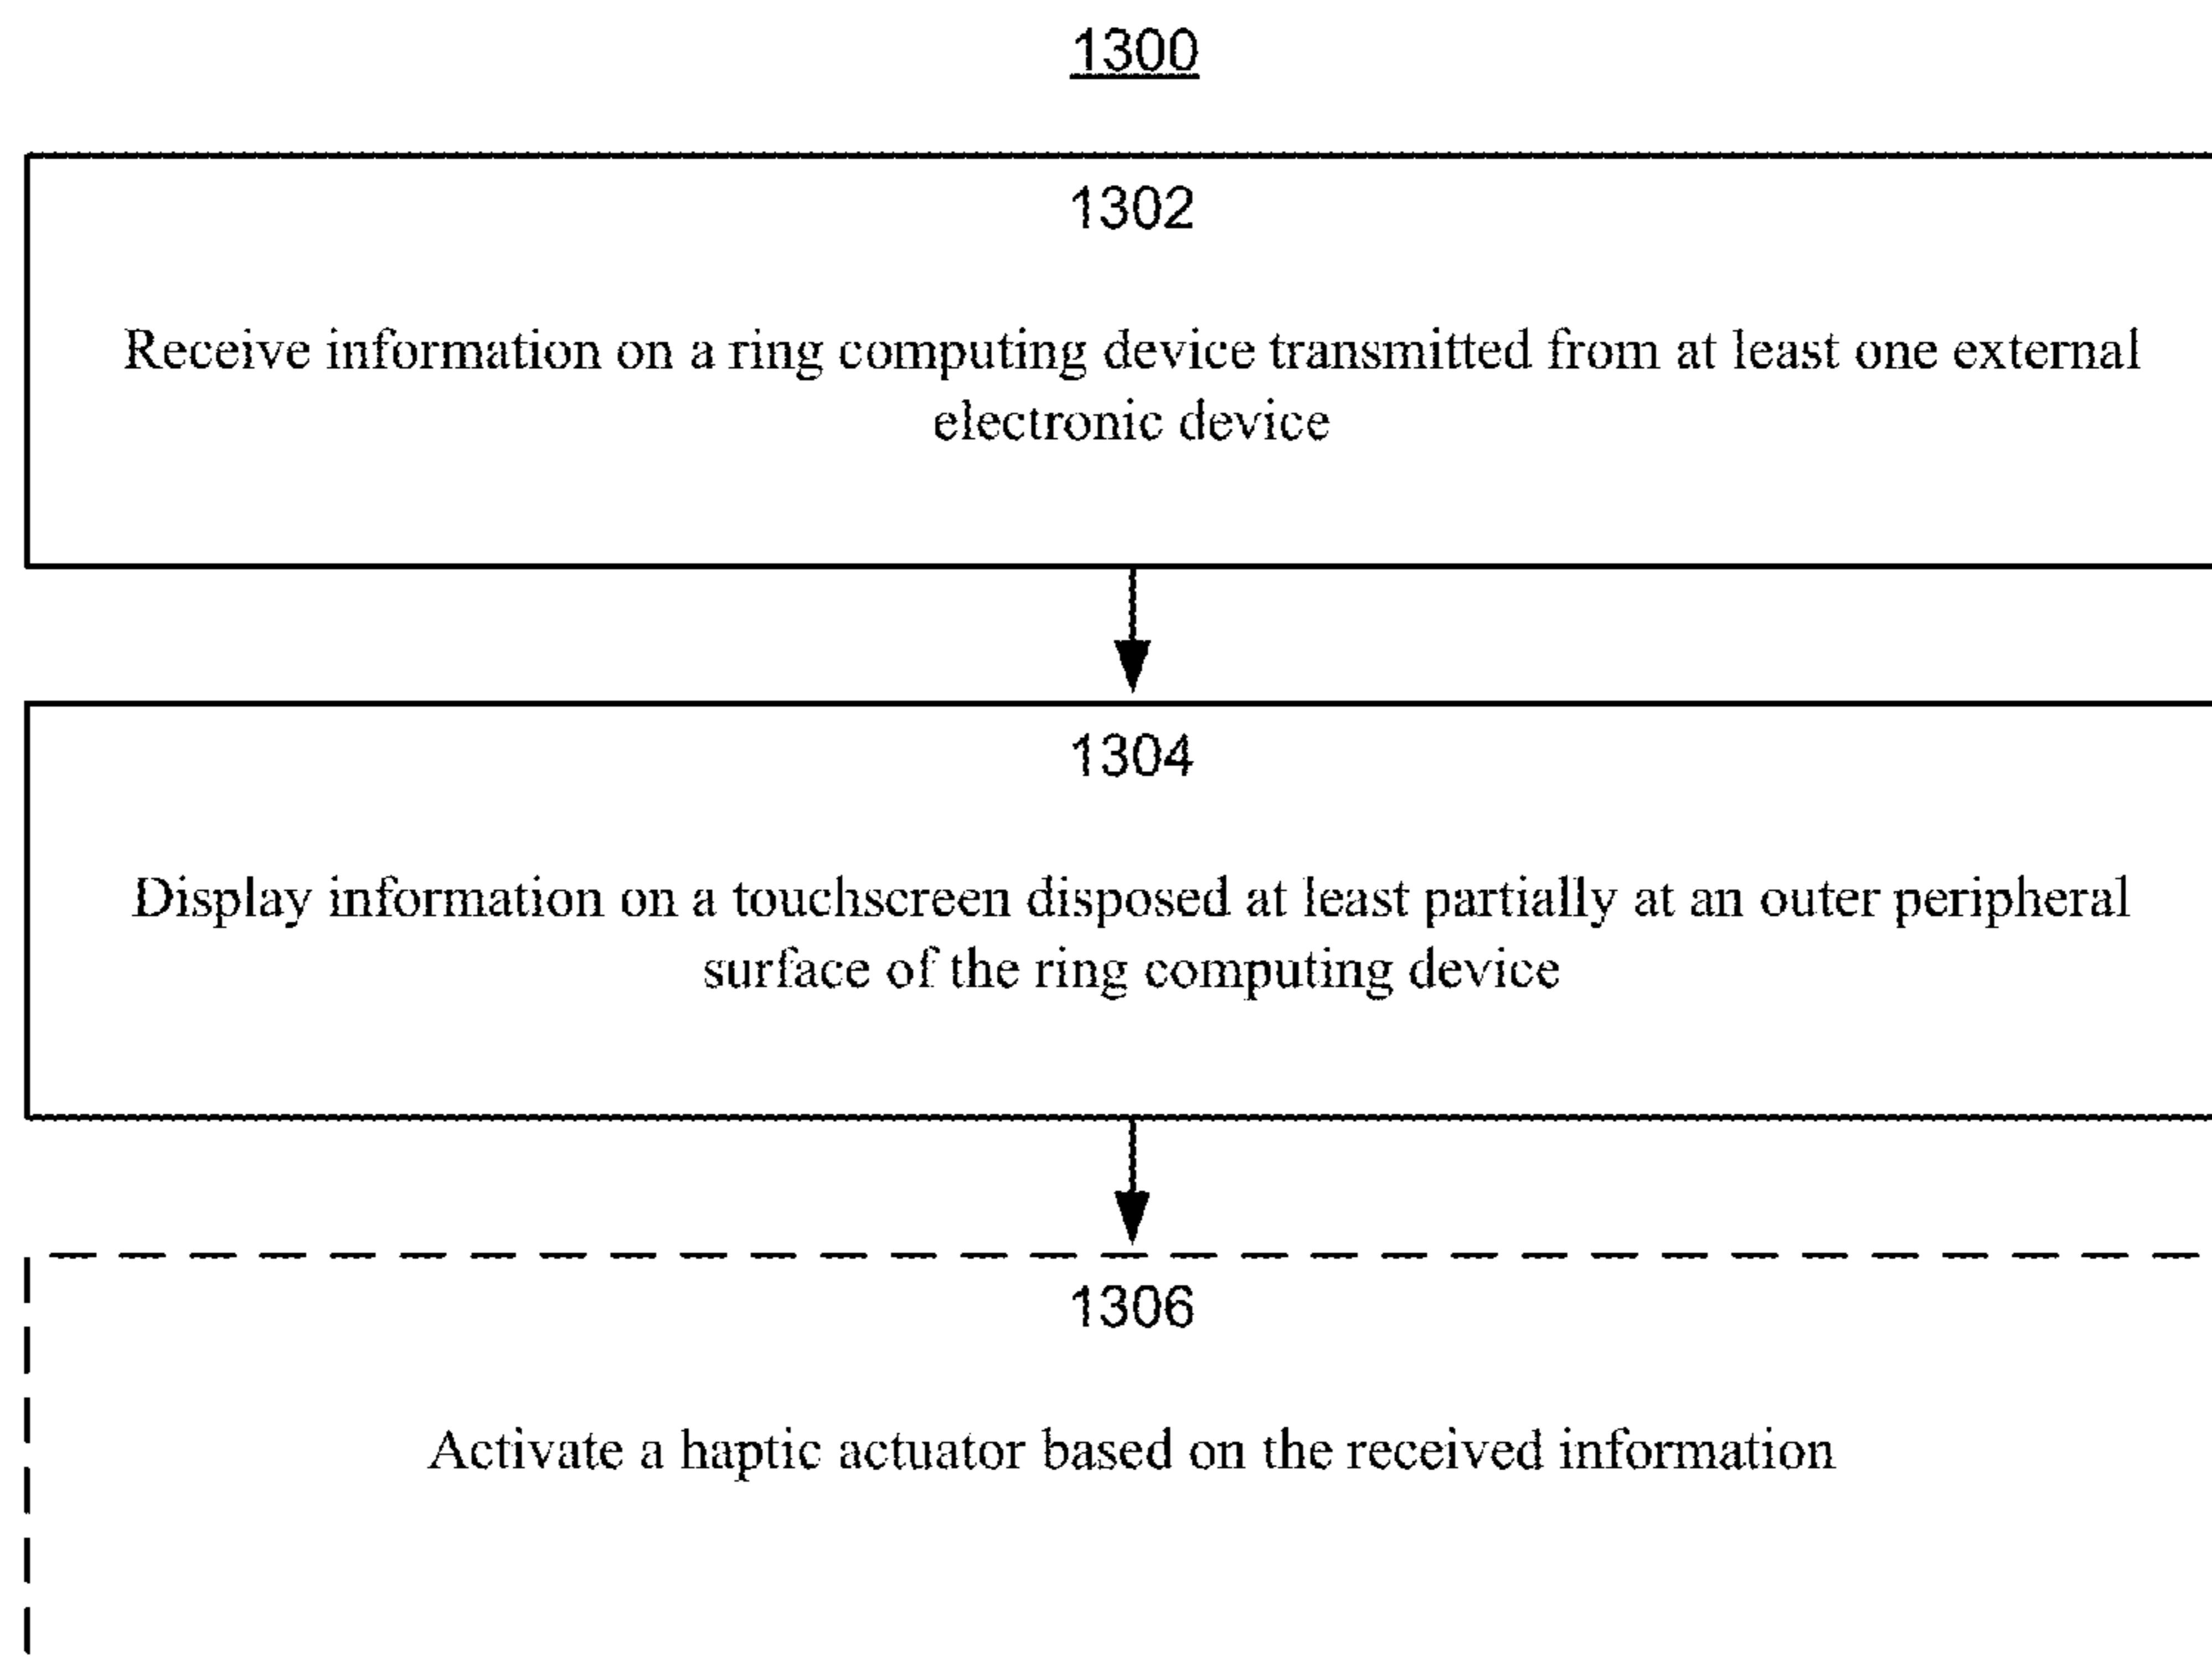 1300
1302
Receive information on a ring computing device transmitted from at least one external
electronic device
1304
Display information on a touchscreen disposed at least partially at an outer peripheral
surface of the ring computing device
1306
Activate a haptic actuator based on the received information